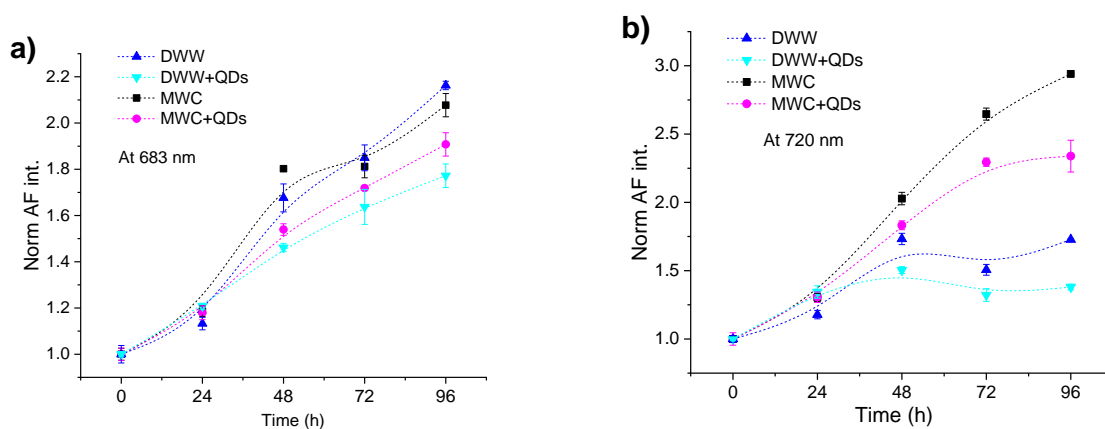 a)
DWW
DWW+QDs
MWC
MWC+QDs
At 683 nm
Norm AF int.
2.2
2.0
1.8
1.6
1.4
1.2
1.0
0 24 48 72 96
Time (h)
b)
DWW
DWW+QDs
MWC
MWC+QDs
At 720 nm
Norm AF int.
3.0
2.5
2.0
1.5
1.0
0 24 48 72 96
Time (h)